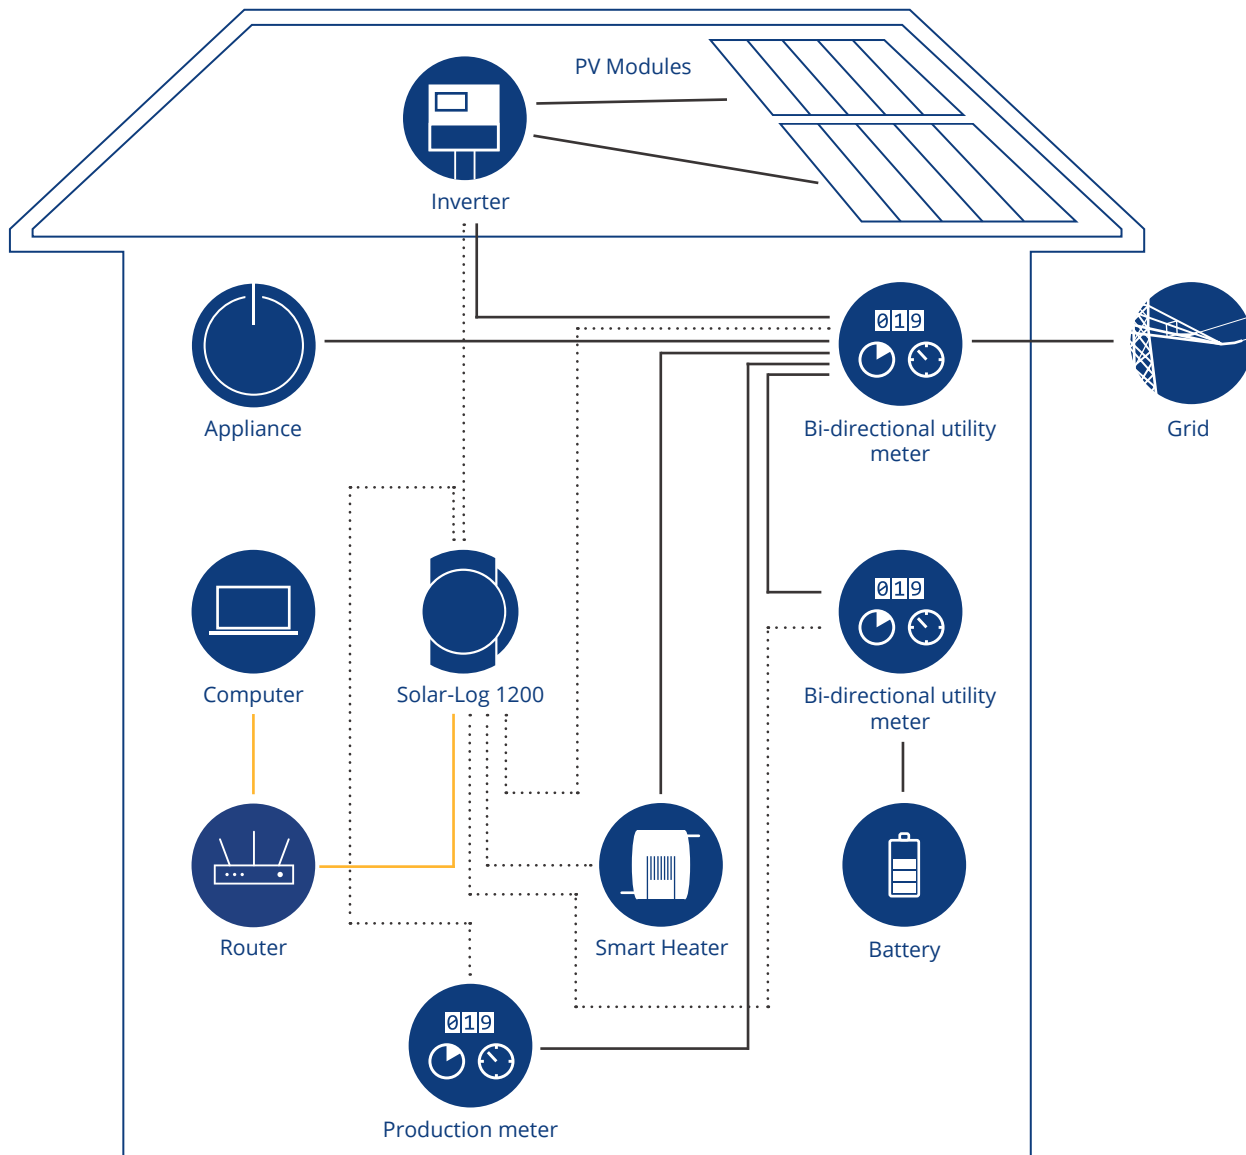 PV Modules
Inverter
019
Appliance
Bi-directional utility
meter
Grid
019
Computer
Solar-Log 1200
Bi-directional utility
meter
Router
Smart Heater
Battery
019
Production meter